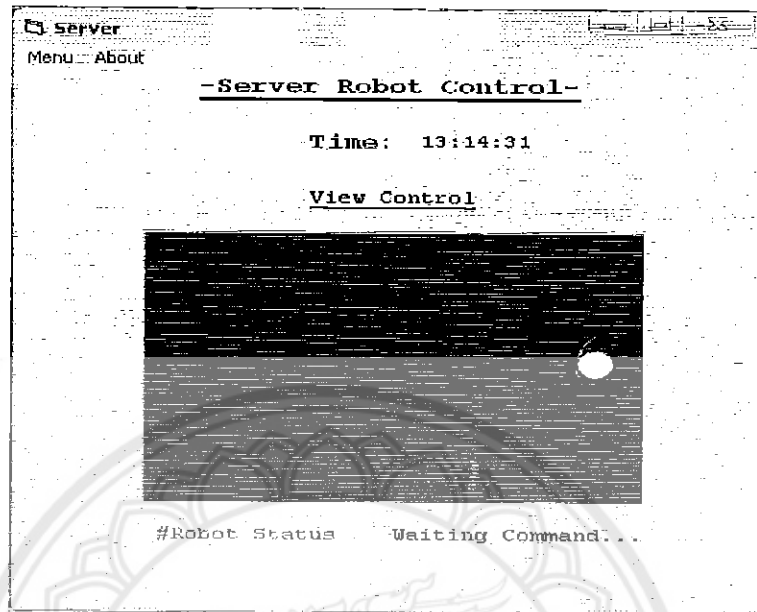 Server
Menu About
-Server Robot Control-
Time: 13:14:31
View Control
#Robot Status Waiting Command...